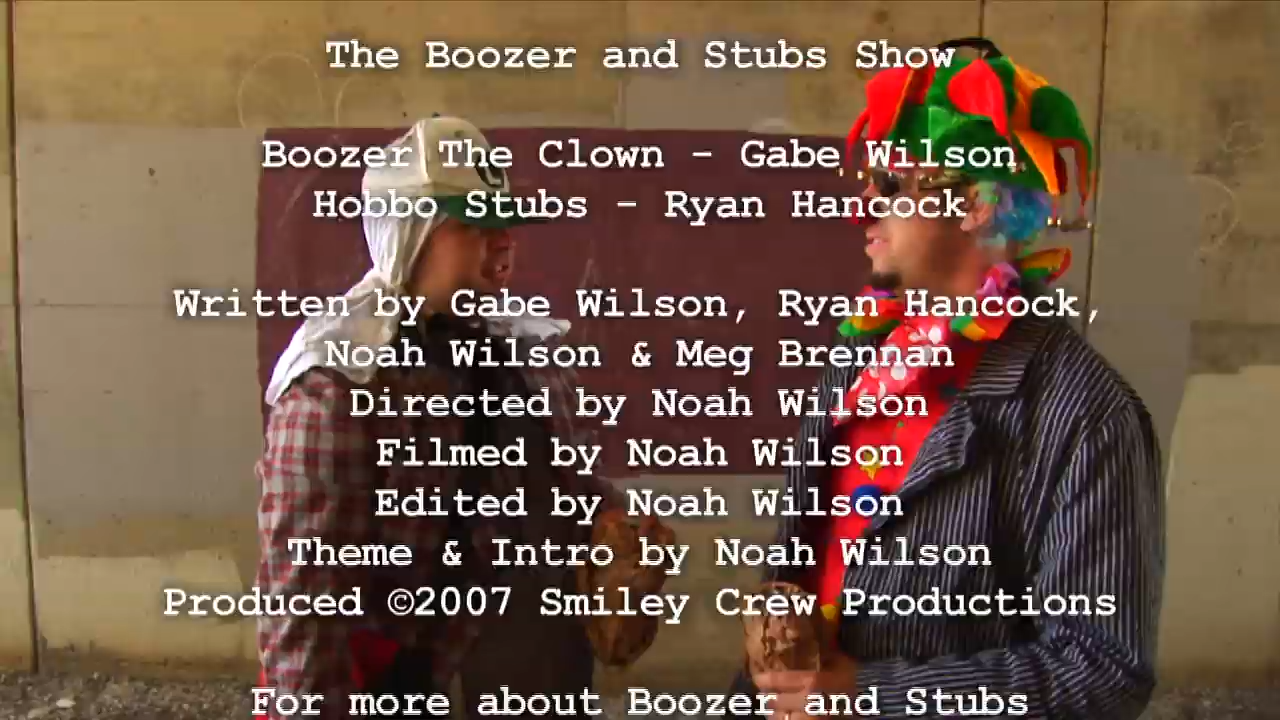 The Boozer and Stubs Show
Boozer The Clown - Gabe Wilson
Hobbo Stubs - Ryan Hancock
Written by Gabe Wilson, Ryan Hancock,
Noah Wilson & Meg Brennan
Directed by Noah Wilson
Filmed by Noah Wilson
Edited by Noah Wilson
Theme & Intro by Noah Wilson
Produced ©2007 Smiley Crew Productions
For more about Boozer and Stubs